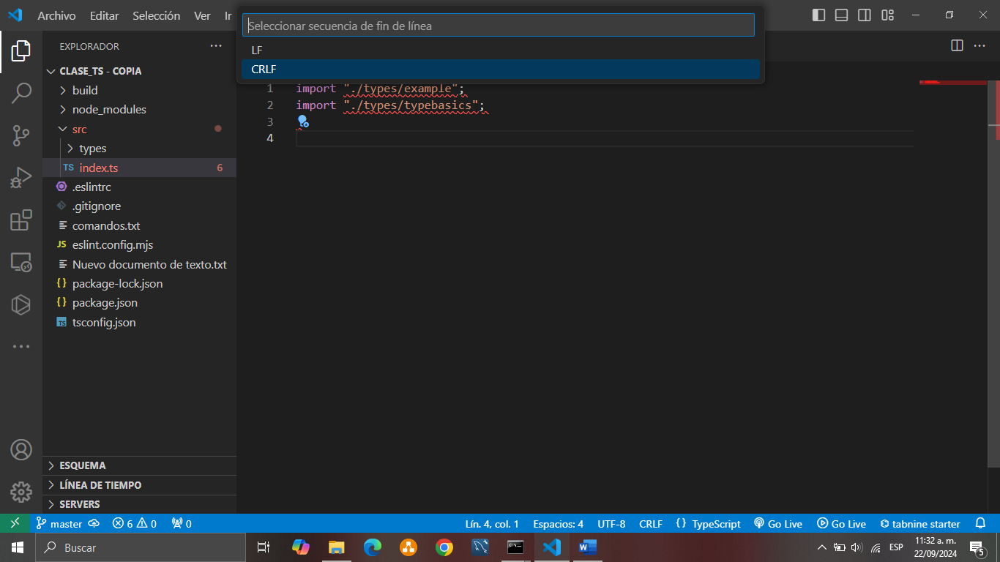 Archivo Editar Selección Ver Ir
Seleccionar secuencia de fin de línea
LF
CRLF
EXPLORADOR
CLASE_TS - COPIA
build
node_modules
src
types
TS index.ts 6
.eslintrc
.gitignore
comandos.txt
JS eslint.config.mjs
Nuevo documento de texto.txt
{} package-lock.json
{} package.json
TS tsconfig.json
ESQUEMA
LÍNEA DE TIEMPO
SERVERS
1 import "./types/example";
2 import "./types/typebasics";
3
4
master 6 0 0 Lín. 4, col. 1 Espacios: 4 UTF-8 CRLF {} TypeScript Go Live Go Live tabnine starter
Buscar
ESP
11:32 a. m.
22/09/2024
5